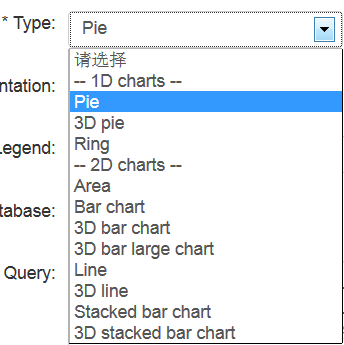 * Type: Pie
请选择
ntation: -- 1D charts --
Pie
3D pie
Legend: Ring
-- 2D charts --
Area
tabase: Bar chart
3D bar chart
3D bar large chart
Query: Line
3D line
Stacked bar chart
3D stacked bar chart